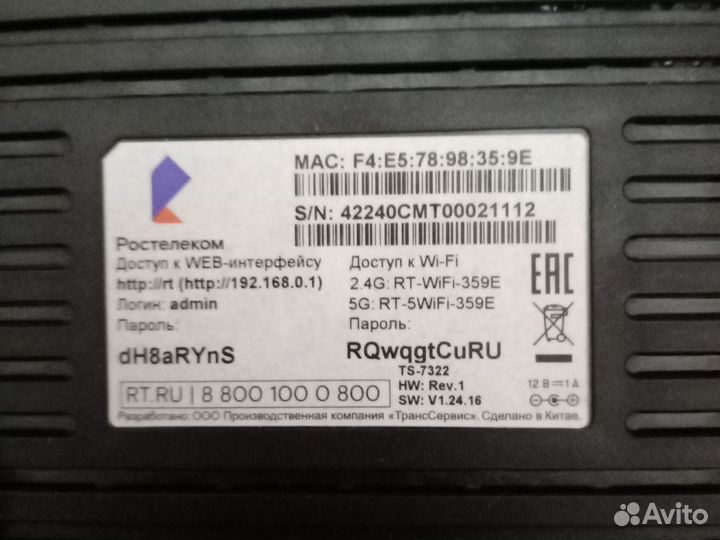 MAC: F4:E5:78:98:35:9E
S/N: 42240CMT00021112
Ростелеком
Доступ к WEB-интерфейсу
http://rt (http://192.168.0.1)
Логин: admin
Пароль:
dH8aRYnS
RT.RU | 8 800 100 0 800
Доступ к Wi-Fi
2.4G: RT-WiFi-359E
5G: RT-5WiFi-359E
Пароль:
RQwqgtCuRU
TS-7322
HW: Rev.1
SW: V1.24.16
EAC
12 В 1А
Разработано: ООО Производственная компания «ТрансСервис». Сделано в Китае.
Avito